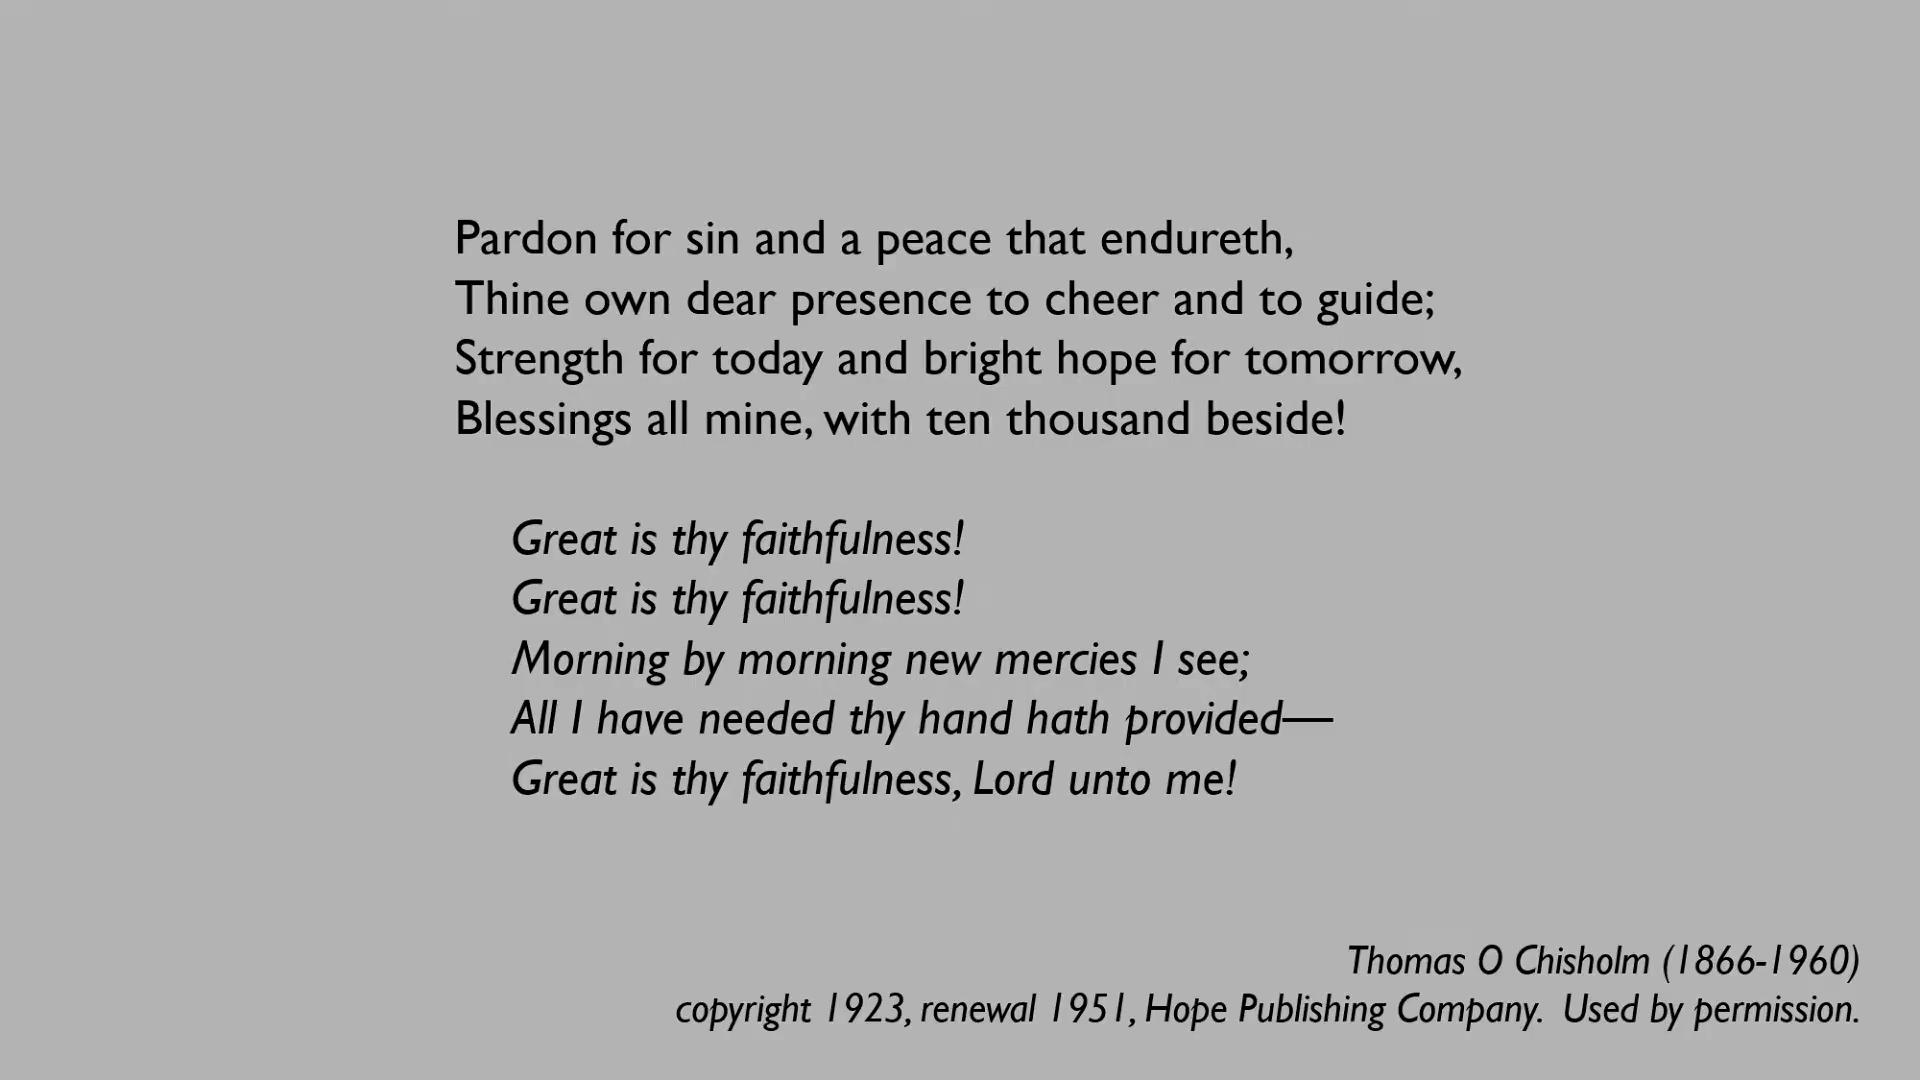 Pardon for sin and a peace that endureth,
Thine own dear presence to cheer and to guide;
Strength for today and bright hope for tomorrow,
Blessings all mine, with ten thousand beside!
Great is thy faithfulness!
Great is thy faithfulness!
Morning by morning new mercies I see;
All I have needed thy hand hath provided—
Great is thy faithfulness, Lord unto me!
Thomas O Chisholm (1866-1960)
copyright 1923, renewal 1951, Hope Publishing Company.  Used by permission.